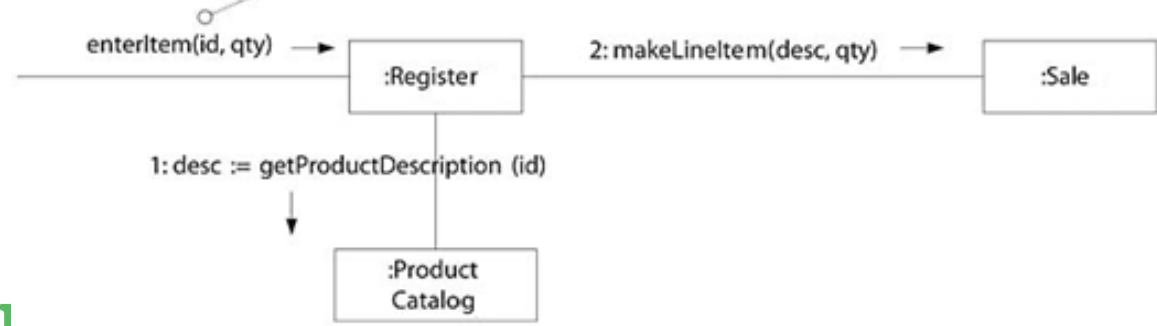 enterItem(id, qty)
2: makeLineItem(desc, qty)
:Register
:Sale
1: desc := getProductDescription (id)
:Product
Catalog